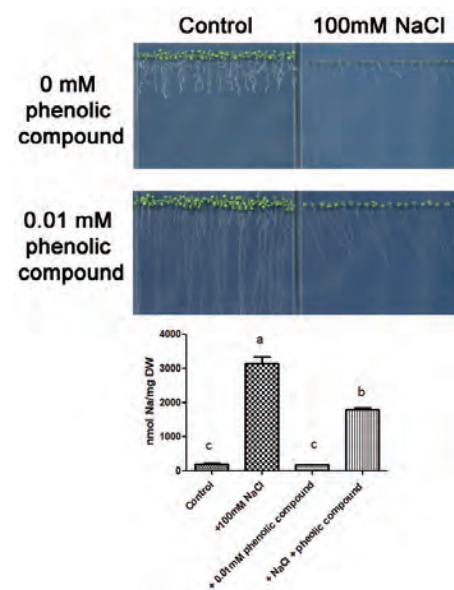 Control 100mM NaCl
0 mM
phenolic
compound
0.01 mM
phenolic
compound
nmol Na/mg DW
4000
3000
2000
1000
0
c
a
c
b
Control
+100mM NaCl
+ 0.01mM phenolic compound
+ NaCl + pheolic compound